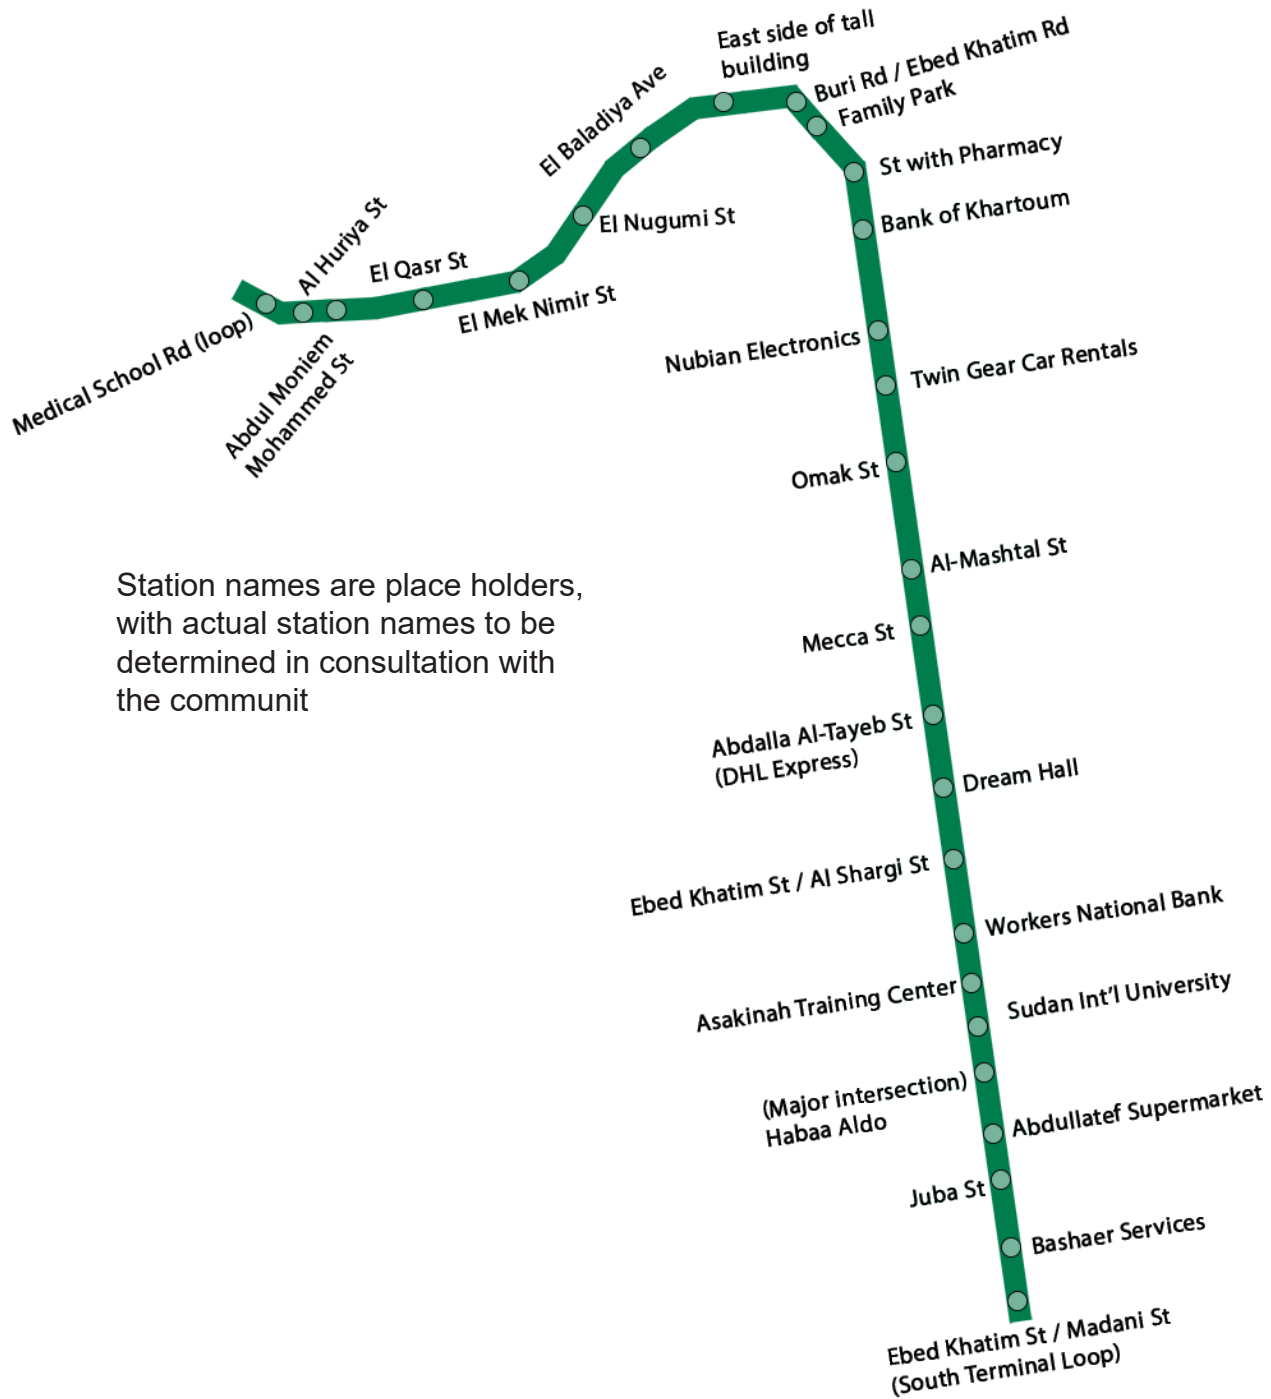 East side of tall
building
Buri Rd / Ebed Khatim Rd
Family Park
El Baladiya Ave
St with Pharmacy
Bank of Khartoum
El Nugumi St
Al Huriya St
El Qasr St
El Mek Nimir St
Medical School Rd (loop)
Abdul Moniem
Mohammed St
Nubian Electronics
Twin Gear Car Rentals
Omak St
Al-Mashtal St
Station names are place holders,
with actual station names to be
determined in consultation with
the communit
Mecca St
Abdalla Al-Tayeb St
(DHL Express)
Dream Hall
Ebed Khatim St / Al Shargi St
Workers National Bank
Asakinah Training Center
Sudan Int'l University
(Major intersection)
Habaa Aldo
Abdullatef Supermarket
Juba St
Bashaer Services
Ebed Khatim St / Madani St
(South Terminal Loop)